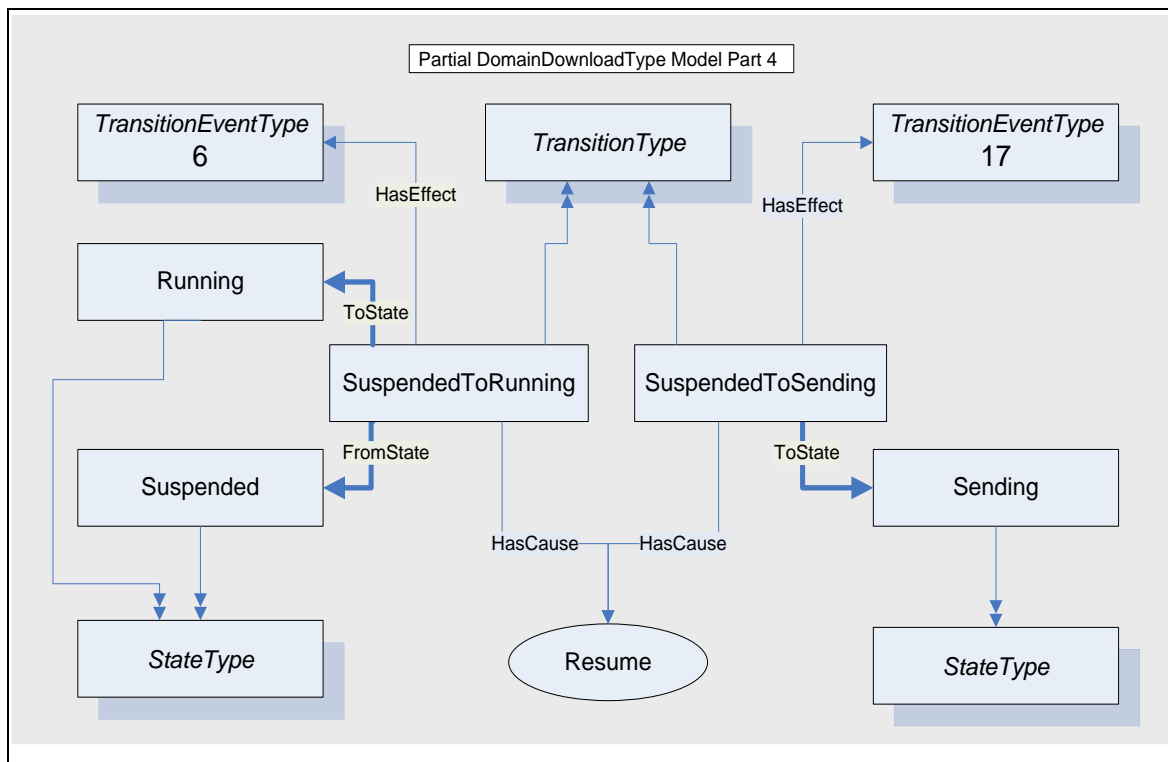 Partial DomainDownloadType Model Part 4
TransitionEventType
6
TransitionType
TransitionEventType
17
HasEffect
HasEffect
Running
ToState
SuspendedToRunning
SuspendedToSending
FromState
ToState
Suspended
Sending
HasCause
HasCause
StateType
Resume
StateType